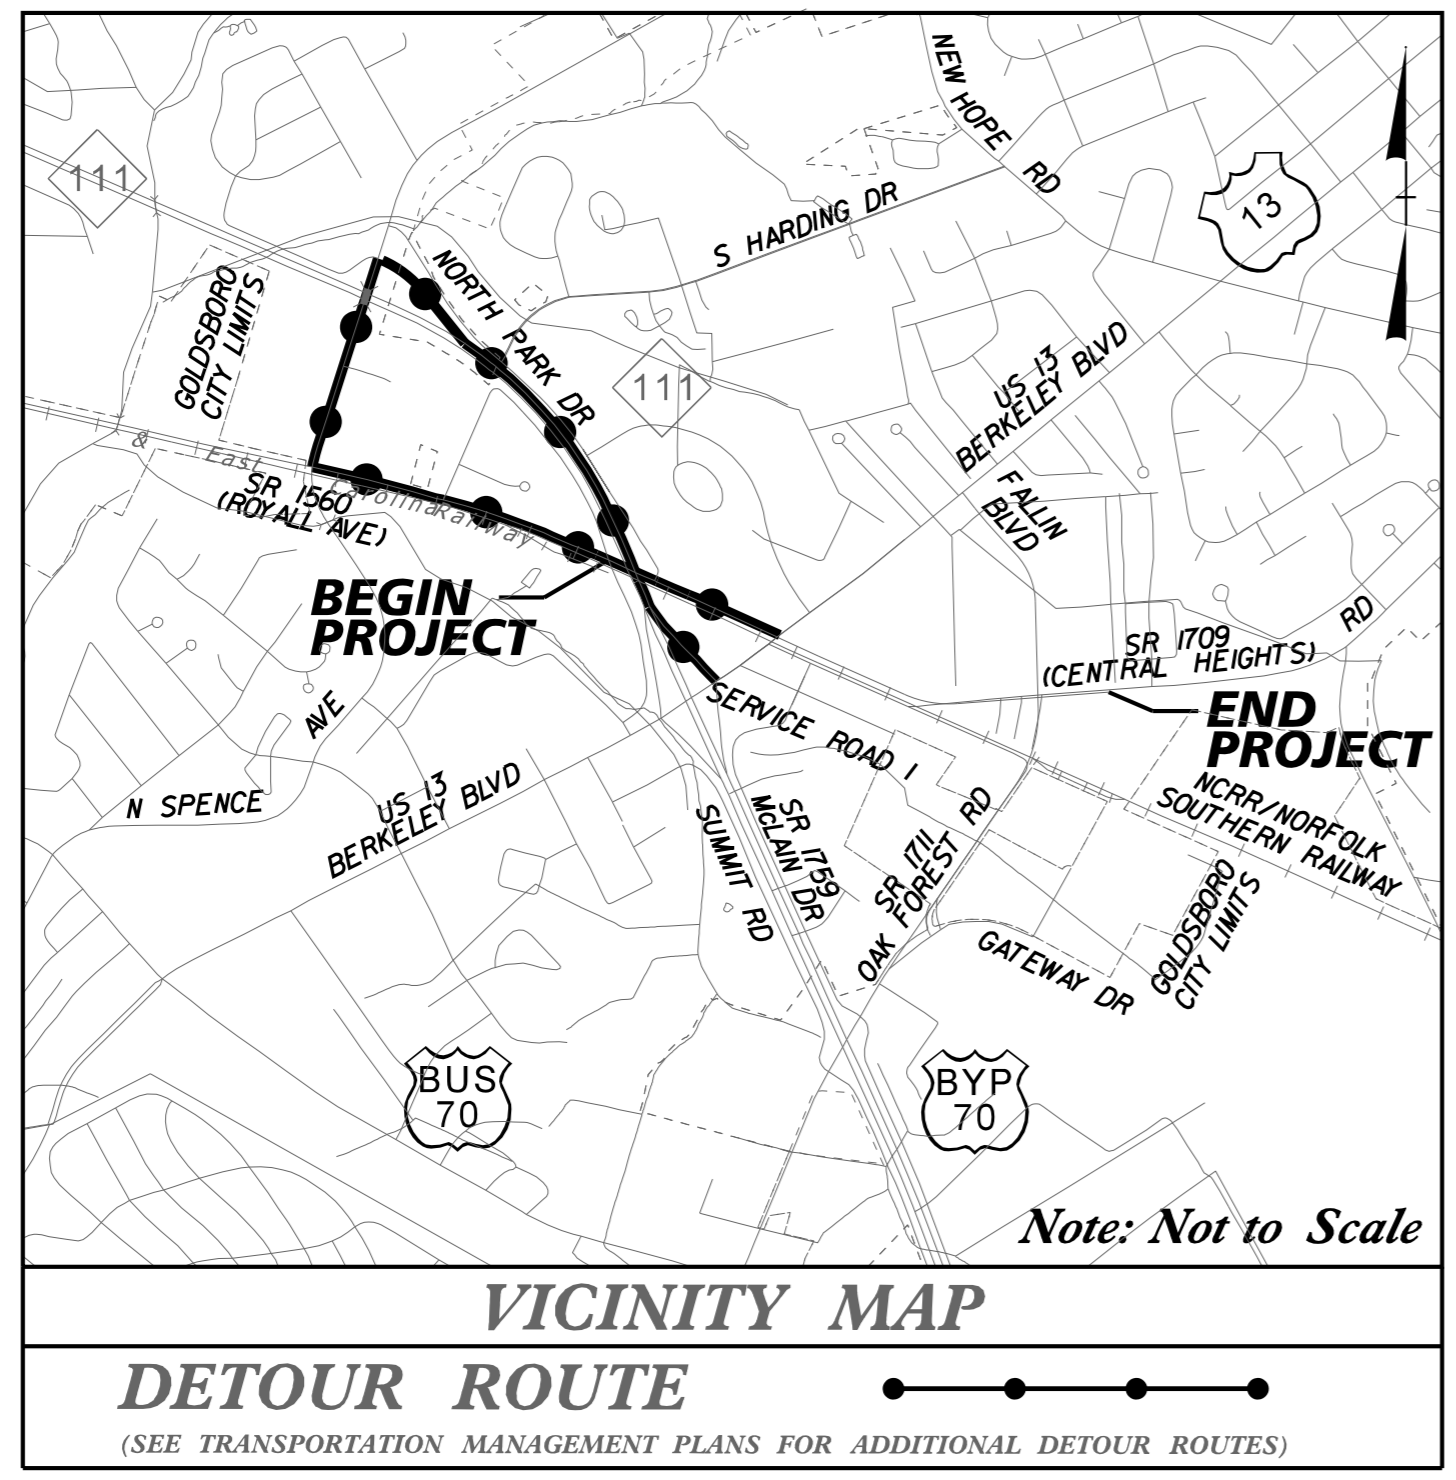 NEW HOPE RD
111
13
S HARDING DR
GOLDSBORO
CITY LIMITS
NORTH PARK DR
111
US 13
BERKELEY BLVD
& East Carolina Railway
SR 1560
(ROYALL AVE)
FALLIN
BLVD
BEGIN
PROJECT
SR 1709
(CENTRAL HEIGHTS) RD
END
PROJECT
SERVICE ROAD 1
N SPENCE AVE
US 13
BERKELEY BLVD
SUMMIT RD
SR 1759
McLAIN DR
SR 1711
OAK FOREST RD
NCRR/NORFOLK
SOUTHERN RAILWAY
GOLDSBORO
CITY LIMITS
GATEWAY DR
BUS
70
BYP
70
Note: Not to Scale
VICINITY MAP
DETOUR ROUTE
(SEE TRANSPORTATION MANAGEMENT PLANS FOR ADDITIONAL DETOUR ROUTES)